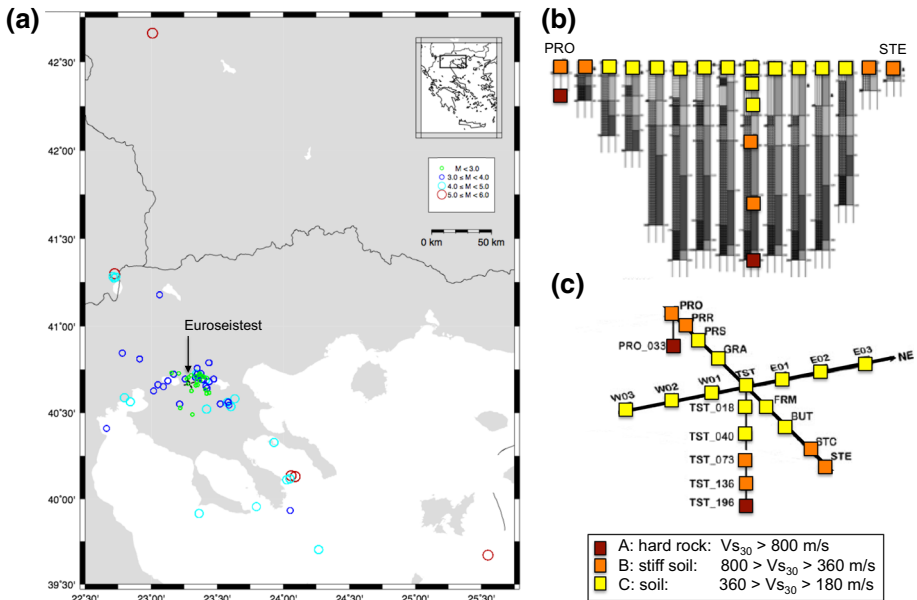 (a)
42˚30'
42˚00'
41˚30'
41˚00'
40˚30'
40˚00'
39˚30'
22˚30'
23˚00'
23˚30'
24˚00'
24˚30'
25˚00'
25˚30'
M < 3.0
3.0 ≤ M < 4.0
4.0 ≤ M < 5.0
5.0 ≤ M < 6.0
0 km 50 km
Euroseistest
(b)
PRO STE
(c)
PRO
PRR
PRS
PRO_033
GRA
TST
E01
E02
E03
NE
W03
W02
W01
TST_018
FRM
TST_040
BUT
TST_073
STC
TST_136
STE
TST_196
A: hard rock: Vs30 > 800 m/s
B: stiff soil: 800 > Vs30 > 360 m/s
C: soil: 360 > Vs30 > 180 m/s